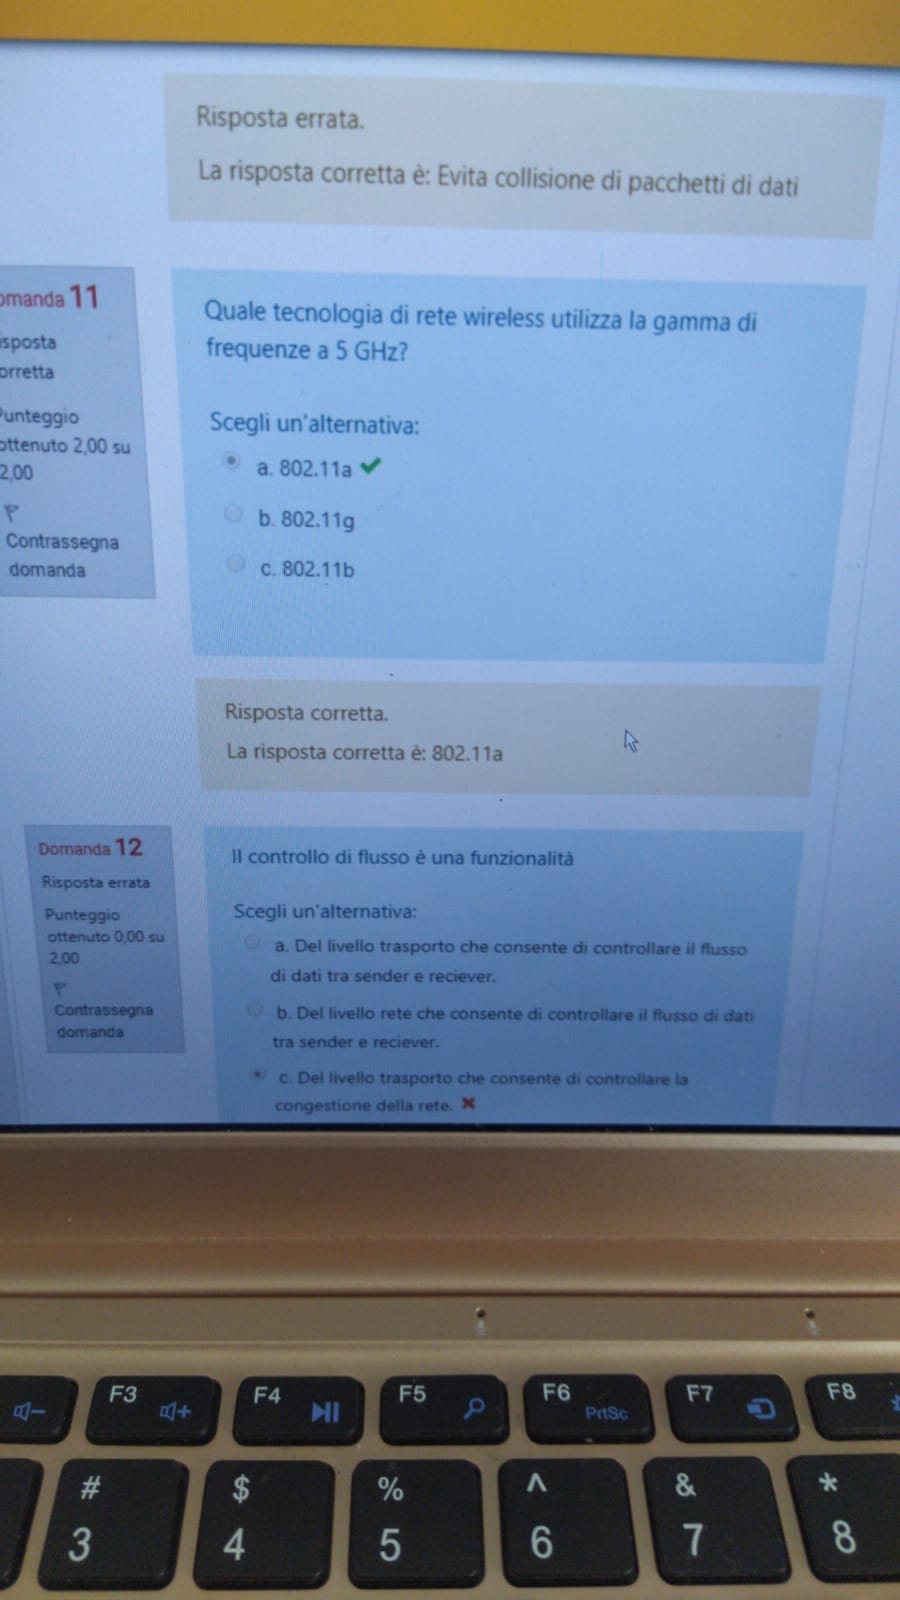 Risposta errata.
La risposta corretta è: Evita collisione di pacchetti di dati
omanda 11
isposta
orretta
Punteggio
ottenuto 2,00 su
2,00
Contrassegna
domanda
Quale tecnologia di rete wireless utilizza la gamma di
frequenze a 5 GHz?
Scegli un'alternativa:
a. 802.11a
b. 802.11g
c. 802.11b
Risposta corretta.
La risposta corretta è: 802.11a
Domanda 12
Risposta errata
Punteggio
ottenuto 0,00 su
2,00
Contrassegna
domanda
Il controllo di flusso è una funzionalità
Scegli un'alternativa:
a. Del livello trasporto che consente di controllare il flusso
di dati tra sender e reciever.
b. Del livello rete che consente di controllare il flusso di dati
tra sender e reciever.
c. Del livello trasporto che consente di controllare la
congestione della rete.
F3
F4
F5
F6
PrtSc
F7
F8
# $ % ^ & *
3 4 5 6 7 8